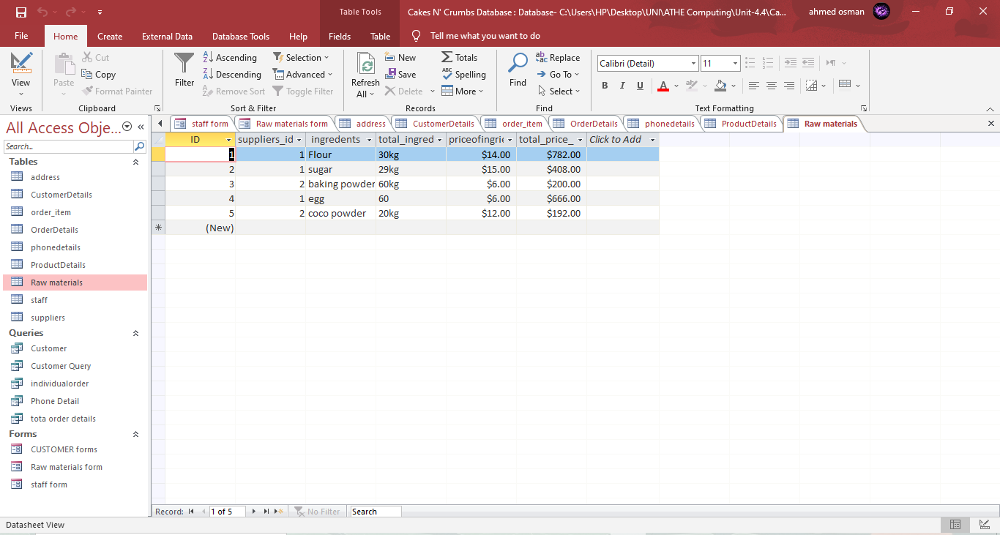 Table Tools
Cakes N' Crumbs Database : Database- C:\Users\HP\Desktop\UNI\ATHE Computing\Unit-4.4\Ca...
ahmed osman
File Home Create External Data Database Tools Help Fields Table Tell me what you want to do
View
Views
Paste
Cut
Copy
Format Painter
Clipboard
Filter
Ascending
Descending
Remove Sort
Selection
Advanced
Toggle Filter
Sort & Filter
Refresh
All
New
Save
Delete
Totals
ABC
Spelling
More
Records
Find
Replace
Go To
Select
Find
Calibri (Detail) 11
B I U A
Text Formatting
All Access Obje...
Search...
Tables
address
CustomerDetails
order_item
OrderDetails
phonedetails
ProductDetails
Raw materials
staff
suppliers
Queries
Customer
Customer Query
individualorder
Phone Detail
tota order details
Forms
CUSTOMER forms
Raw materials form
staff form
staff form Raw materials form address CustomerDetails order_item OrderDetails phonedetails ProductDetails Raw materials
ID suppliers_id ingredents total_ingred priceofingrie total_price_ Click to Add
1 1 Flour 30kg $14.00 $782.00
2 1 sugar 29kg $15.00 $408.00
3 2 baking powder 60kg $6.00 $200.00
4 1 egg 60 $6.00 $666.00
5 2 coco powder 20kg $12.00 $192.00
(New)
Record: 1 of 5 No Filter Search
Datasheet View